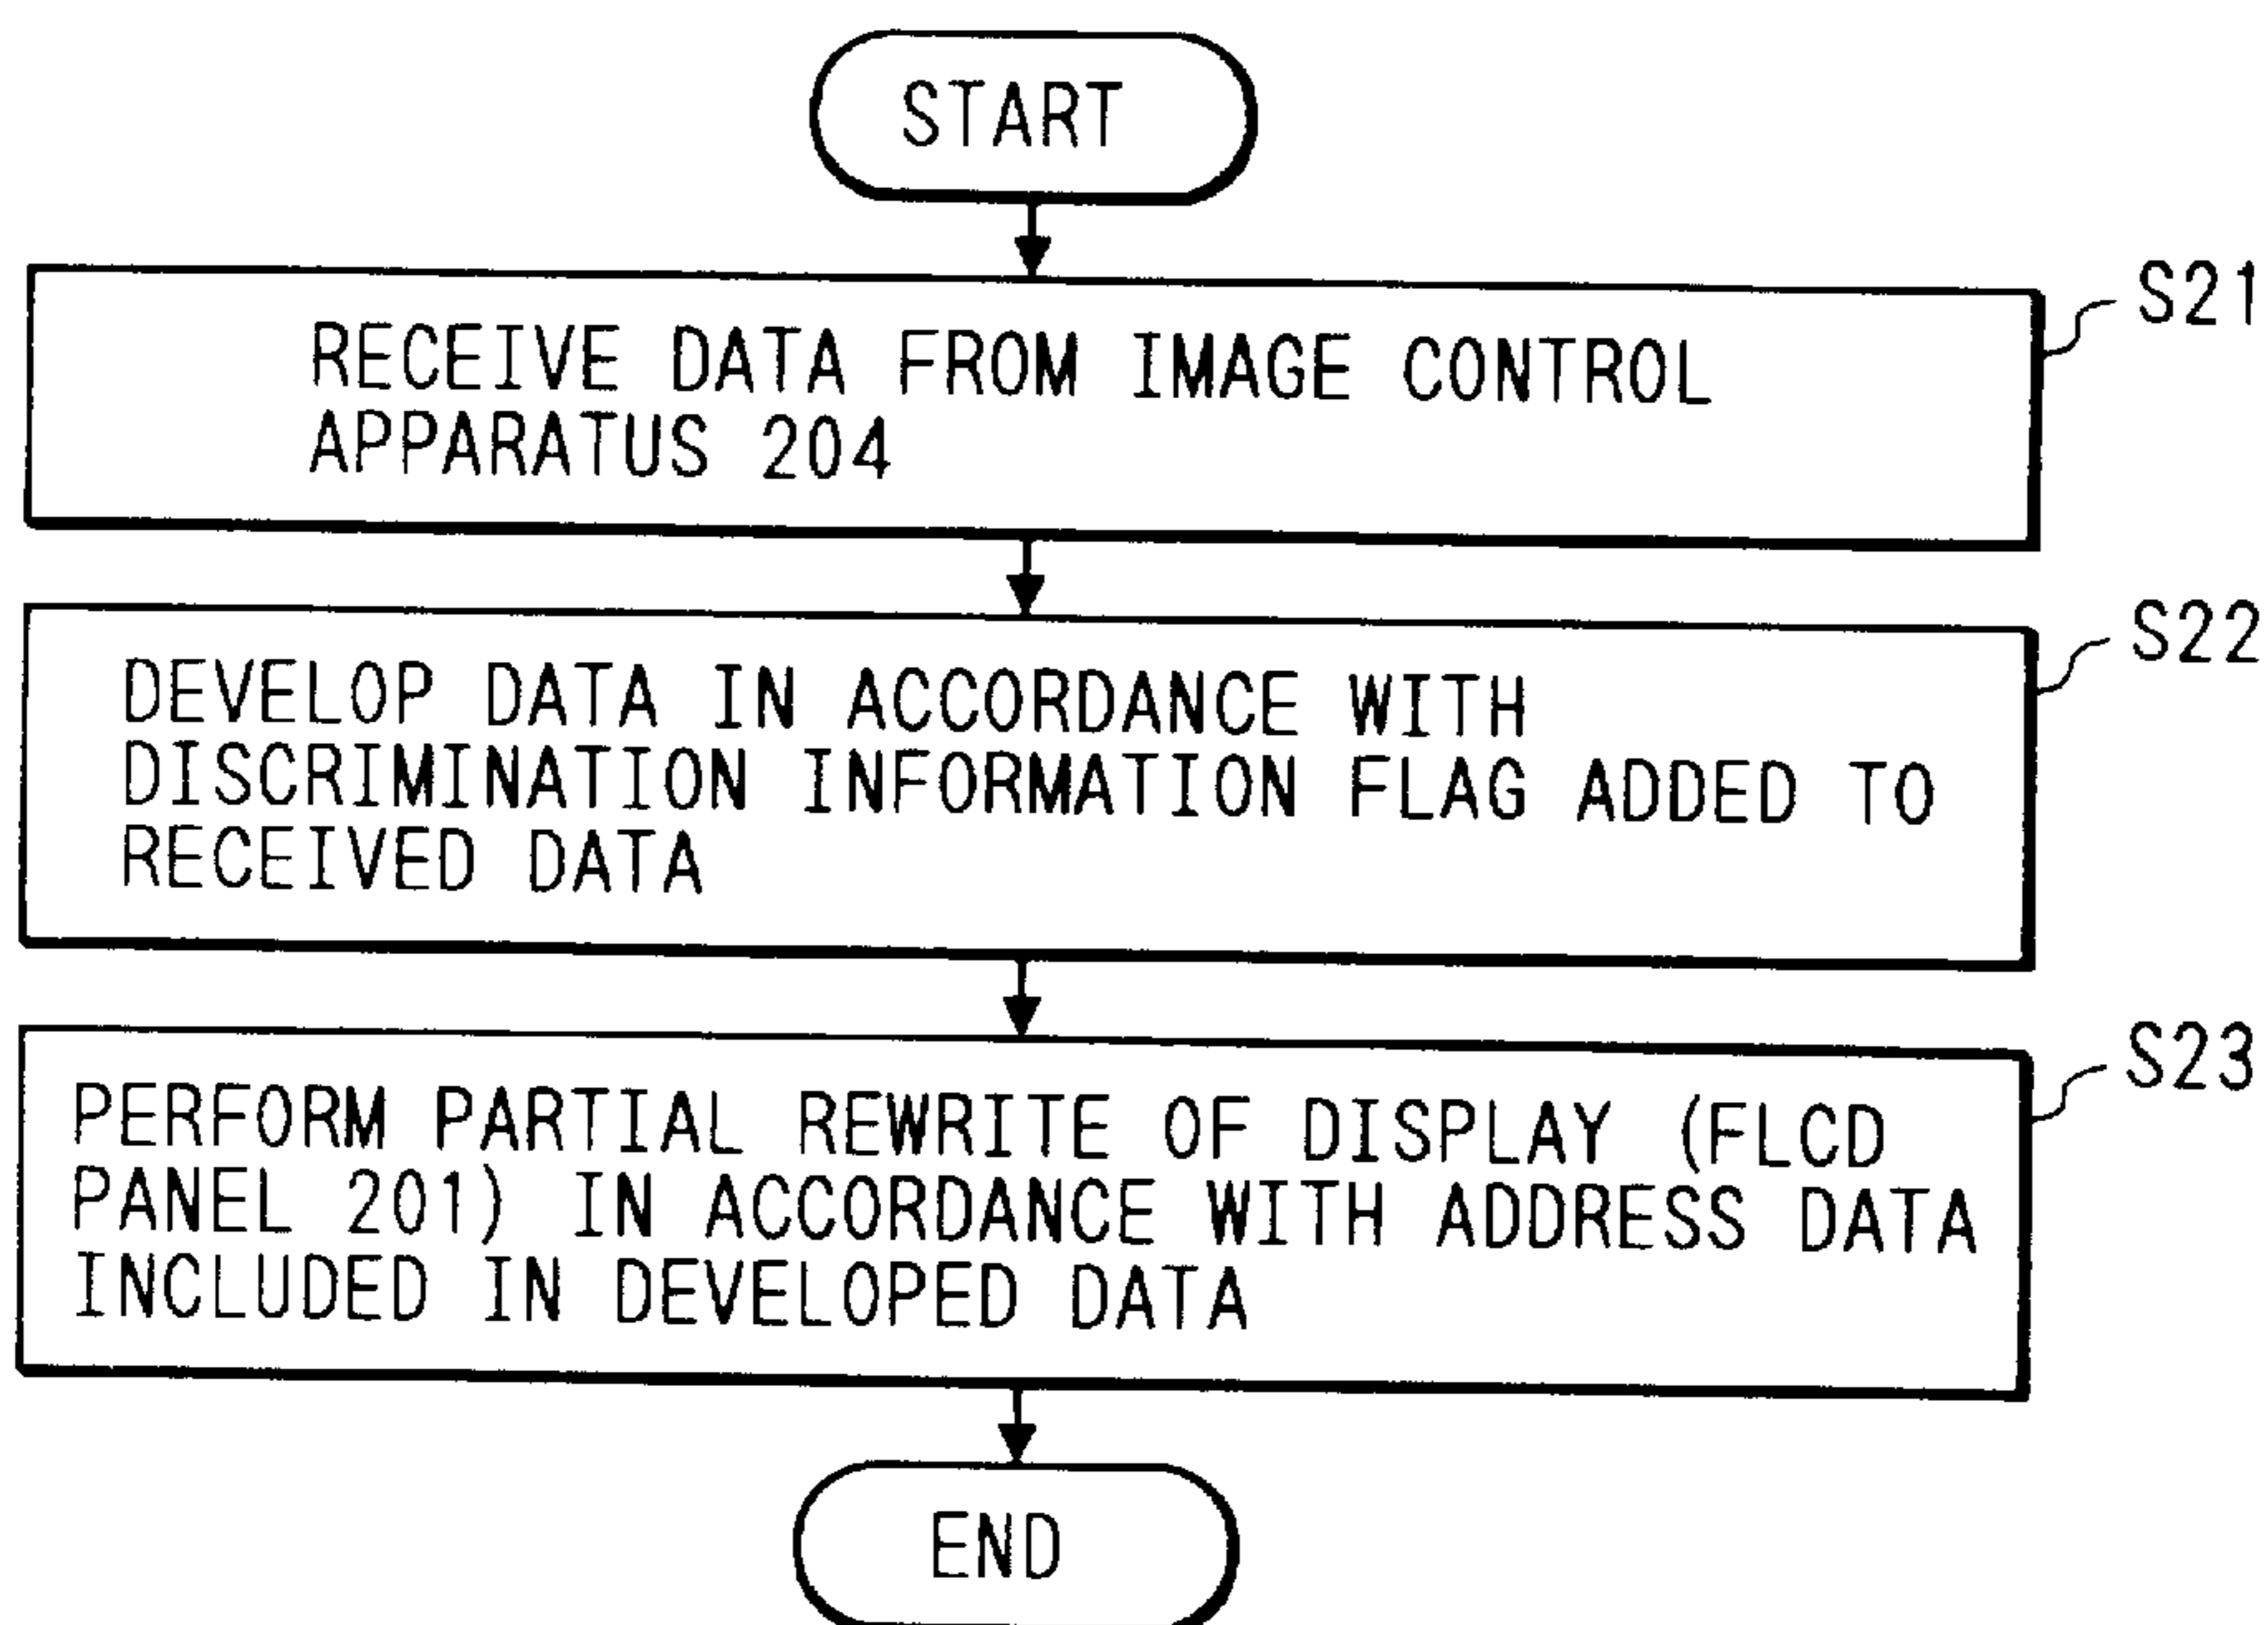 START
S21
RECEIVE DATA FROM IMAGE CONTROL
APPARATUS 204
S22
DEVELOP DATA IN ACCORDANCE WITH
DISCRIMINATION INFORMATION FLAG ADDED TO
RECEIVED DATA
S23
PERFORM PARTIAL REWRITE OF DISPLAY (FLCD
PANEL 201) IN ACCORDANCE WITH ADDRESS DATA
INCLUDED IN DEVELOPED DATA
END